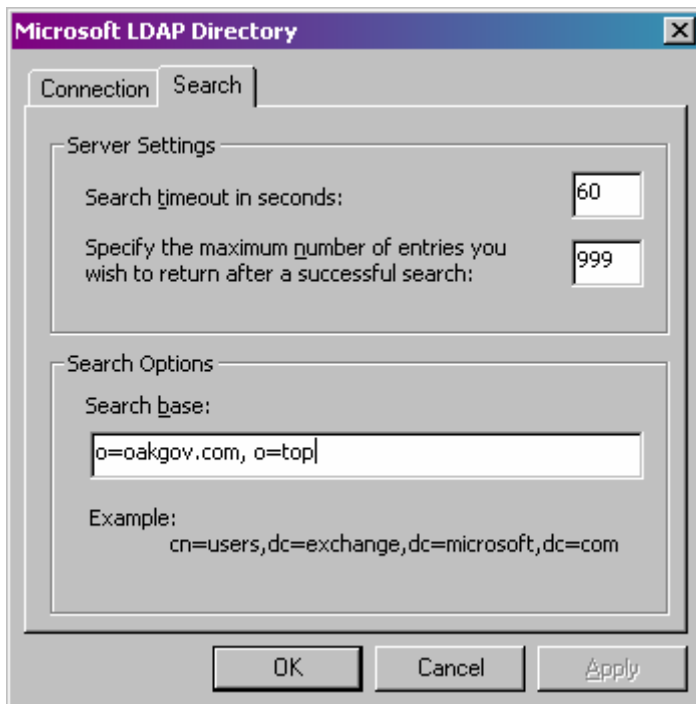 Microsoft LDAP Directory
Connection
Search
Server Settings
Search timeout in seconds:
60
Specify the maximum number of entries you
wish to return after a successful search:
999
Search Options
Search base:
o=oakgov.com, o=top
Example:
cn=users,dc=exchange,dc=microsoft,dc=com
OK
Cancel
Apply